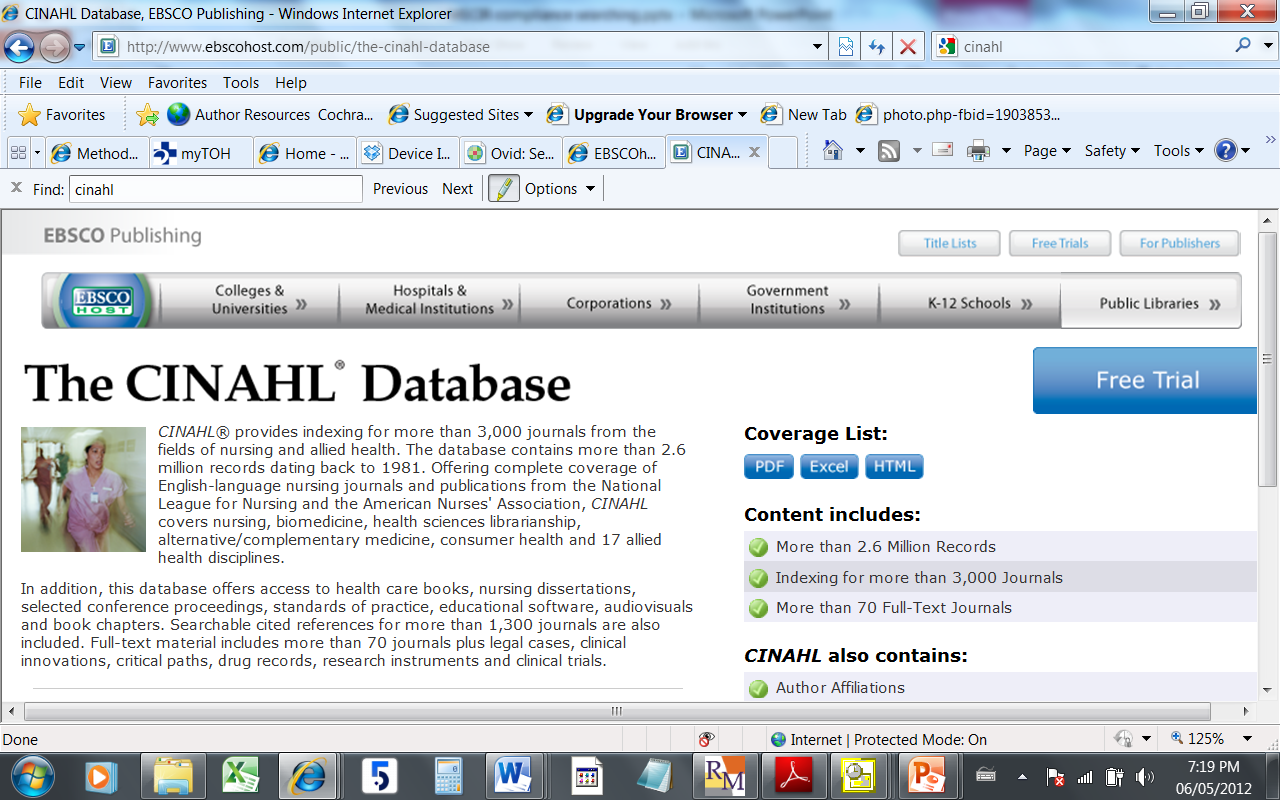 CINAHL Database, EBSCO Publishing - Windows Internet Explorer
http://www.ebscohost.com/public/the-cinahl-database
cinahl
File Edit View Favorites Tools Help
Favorites Author Resources Cochra... Suggested Sites Upgrade Your Browser New Tab photo.php-fbid=1903853...
Method... myTOH Home - ... Device I... Ovid: Se... EBSCOh... CINA... Page Safety Tools
Find: cinahl Previous Next Options
EBSCO Publishing
Title Lists Free Trials For Publishers
EBSCO HOST
Colleges & Universities
Hospitals & Medical Institutions
Corporations
Government Institutions
K-12 Schools
Public Libraries
The CINAHL® Database
Free Trial
CINAHL® provides indexing for more than 3,000 journals from the
fields of nursing and allied health. The database contains more than 2.6
million records dating back to 1981. Offering complete coverage of
English-language nursing journals and publications from the National
League for Nursing and the American Nurses' Association, CINAHL
covers nursing, biomedicine, health sciences librarianship,
alternative/complementary medicine, consumer health and 17 allied
health disciplines.
In addition, this database offers access to health care books, nursing dissertations,
selected conference proceedings, standards of practice, educational software, audiovisuals
and book chapters. Searchable cited references for more than 1,300 journals are also
included. Full-text material includes more than 70 journals plus legal cases, clinical
innovations, critical paths, drug records, research instruments and clinical trials.
Coverage List:
PDF Excel HTML
Content includes:
More than 2.6 Million Records
Indexing for more than 3,000 Journals
More than 70 Full-Text Journals
CINAHL also contains:
Author Affiliations
Done
Internet | Protected Mode: On
125%
5
RM
7:19 PM
06/05/2012